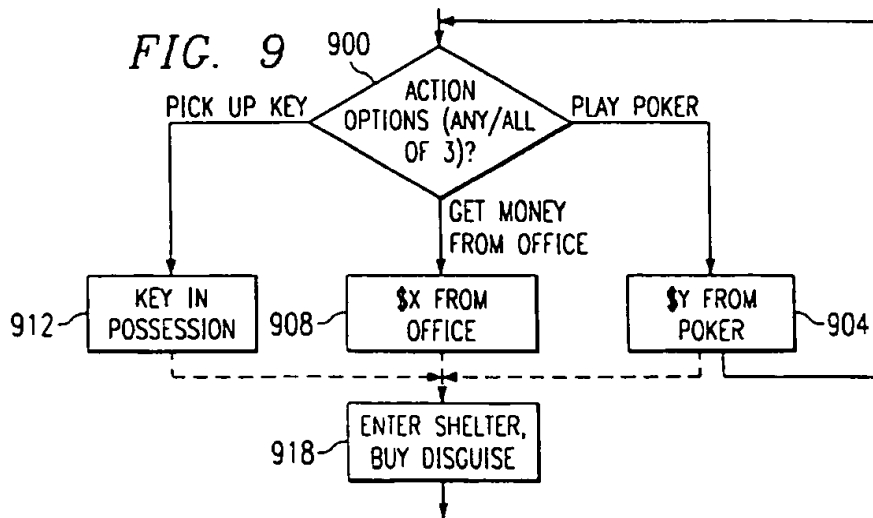 FIG. 9
900
ACTION
OPTIONS (ANY/ALL
OF 3)?
PICK UP KEY
PLAY POKER
GET MONEY
FROM OFFICE
912
KEY IN
POSSESSION
908
$X FROM
OFFICE
$Y FROM
POKER
904
918
ENTER SHELTER,
BUY DISGUISE